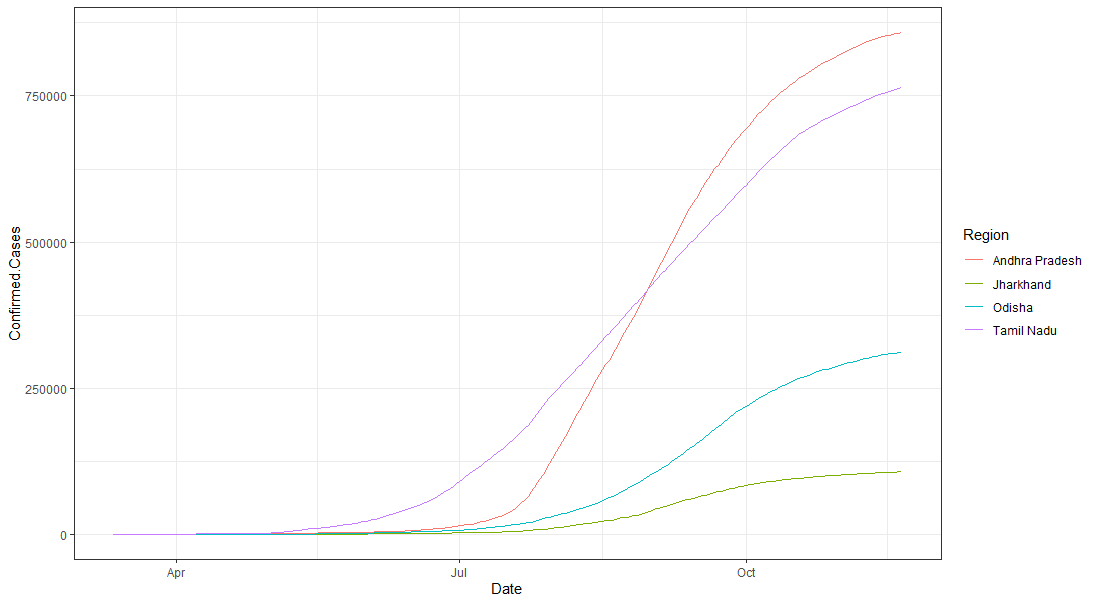 750000
500000
250000
0
Confirmed.Cases
Apr
Jul
Oct
Date
Region
Andhra Pradesh
Jharkhand
Odisha
Tamil Nadu